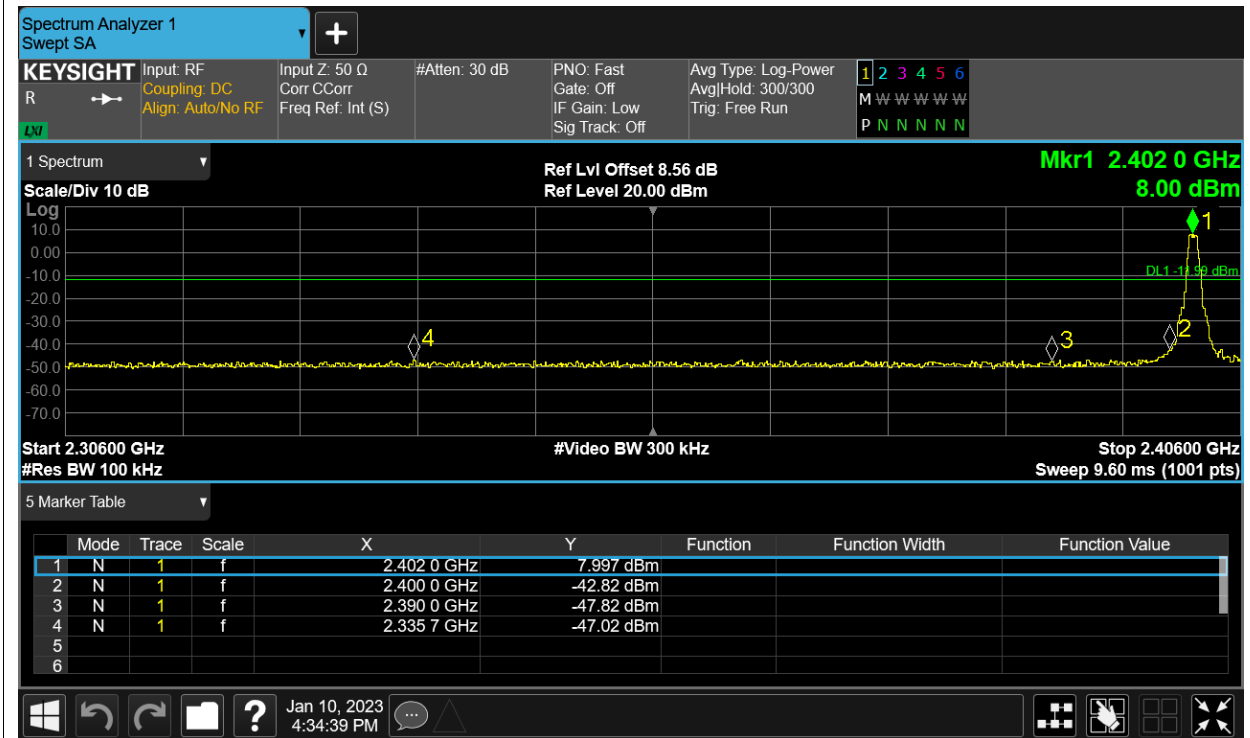 Spectrum Analyzer 1
Swept SA
+
KEYSIGHT Input: RF Input Z: 50 Ω #Atten: 30 dB PNO: Fast Avg Type: Log-Power 1 2 3 4 5 6
R Coupling: DC Corr CCorr Gate: Off Avg|Hold: 300/300 M W W W W W W
Align: Auto/No RF Freq Ref: Int (S) IF Gain: Low Trig: Free Run
LXI Sig Track: Off P N N N N N N
1 Spectrum Ref Lvl Offset 8.56 dB Mkr1 2.402 0 GHz
Scale/Div 10 dB Ref Level 20.00 dBm 8.00 dBm
Log
1
10.0
0.00
DL1 -11.99 dBm
-10.0
-20.0
-30.0
2
-40.0
4 3
-50.0
-60.0
-70.0
Start 2.30600 GHz #Video BW 300 kHz Stop 2.40600 GHz
#Res BW 100 kHz Sweep 9.60 ms (1001 pts)
5 Marker Table
Mode Trace Scale X Y Function Function Width Function Value
1 N 1 f 2.402 0 GHz 7.997 dBm
2 N 1 f 2.400 0 GHz -42.82 dBm
3 N 1 f 2.390 0 GHz -47.82 dBm
4 N 1 f 2.335 7 GHz -47.02 dBm
5
6
? Jan 10, 2023
4:34:39 PM